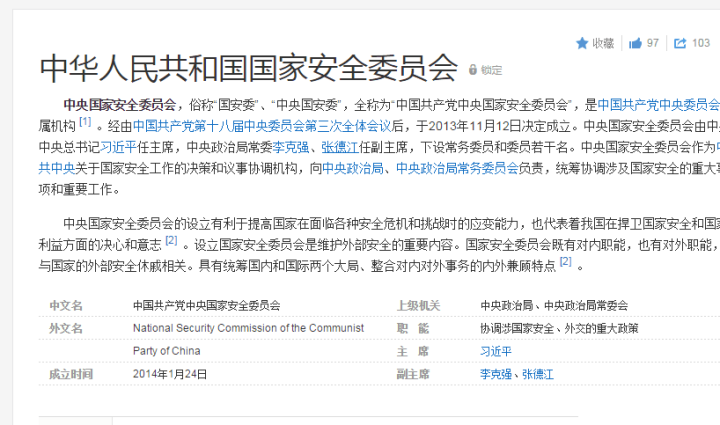 收藏 97 103
中华人民共和国国家安全委员会 锁定
中央国家安全委员会，俗称“国安委”、“中央国安委”，全称为“中国共产党中央国家安全委员会”，是中国共产党中央委员会
属机构 [1] 。经由中国共产党第十八届中央委员会第三次全体会议后，于2013年11月12日决定成立。中央国家安全委员会由中
中央总书记习近平任主席，中央政治局常委李克强、张德江任副主席，下设常务委员和委员若干名。中央国家安全委员会作为
共中央关于国家安全工作的决策和议事协调机构，向中央政治局、中央政治局常务委员会负责，统筹协调涉及国家安全的重大
项和重要工作。
中央国家安全委员会的设立有利于提高国家在面临各种安全危机和挑战时的应变能力，也代表着我国在捍卫国家安全和国
利益方面的决心和意志 [2] 。设立国家安全委员会是维护外部安全的重要内容。国家安全委员会既有对内职能，也有对外职能，
与国家的外部安全休戚相关。具有统筹国内和国际两个大局、整合对内对外事务的内外兼顾特点 [2] 。
中文名 中国共产党中央国家安全委员会 上级机关 中央政治局、中央政治局常委会
外文名 National Security Commission of the Communist 职 能 协调涉国家安全、外交的重大政策
Party of China 主 席 习近平
成立时间 2014年1月24日 副主席 李克强、张德江